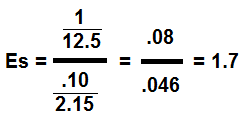 1
12.5
Es = = .08 / .046 = 1.7
.10
2.15